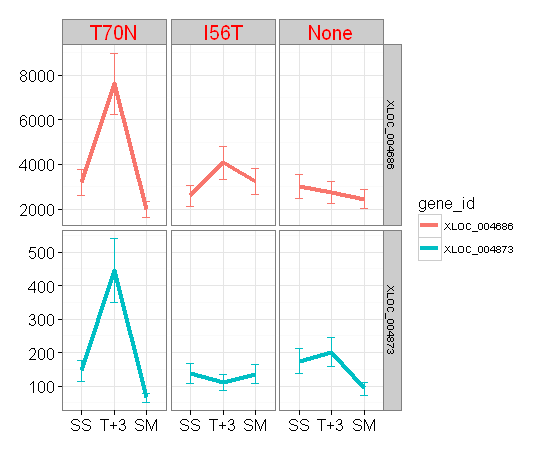 T70N I56T None
8000
6000
4000
2000
XLOC_004686
500
400
300
200
100
XLOC_004873
SS T+3 SM SS T+3 SM SS T+3 SM
gene_id
XLOC_004686
XLOC_004873